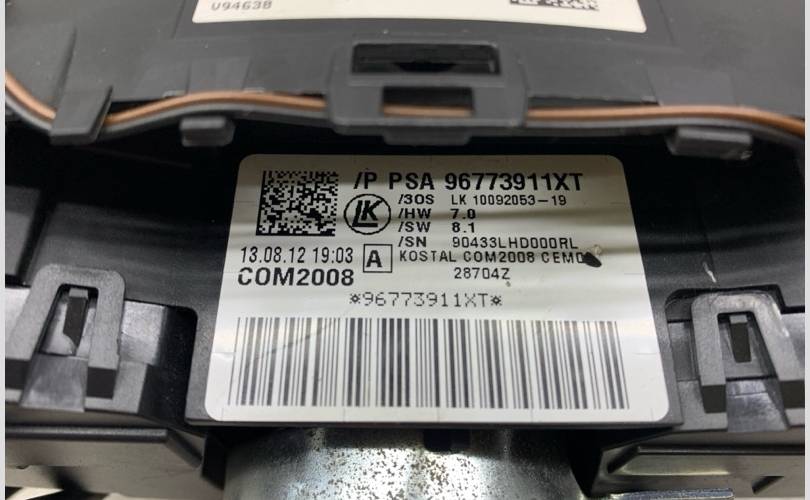 V94638
/P PSA 96773911XT
/3OS LK 10092053-19
LK
/HW 7.0
/SW 8.1
/SN 90433LHD000RL
13.08.12 19:03 A KOSTAL COM2008
COM2008 28704Z
*96773911XT*